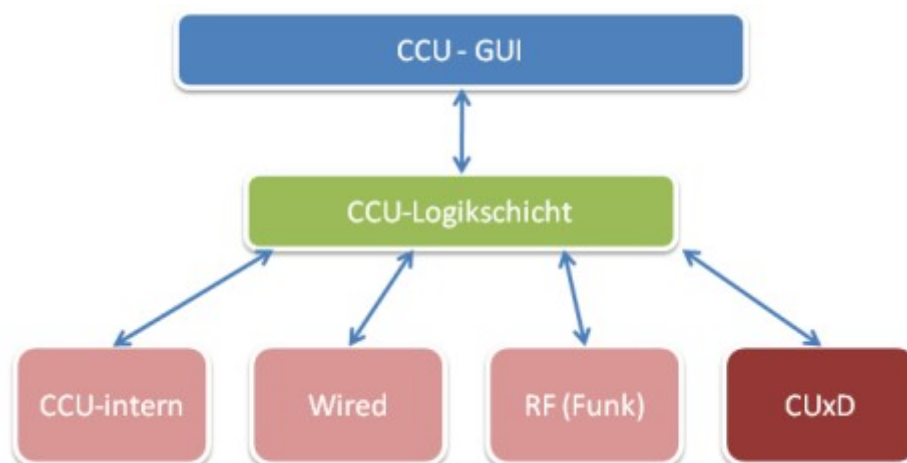 CCU - GUI
CCU-Logikschicht
CCU-intern
Wired
RF (Funk)
CUxD